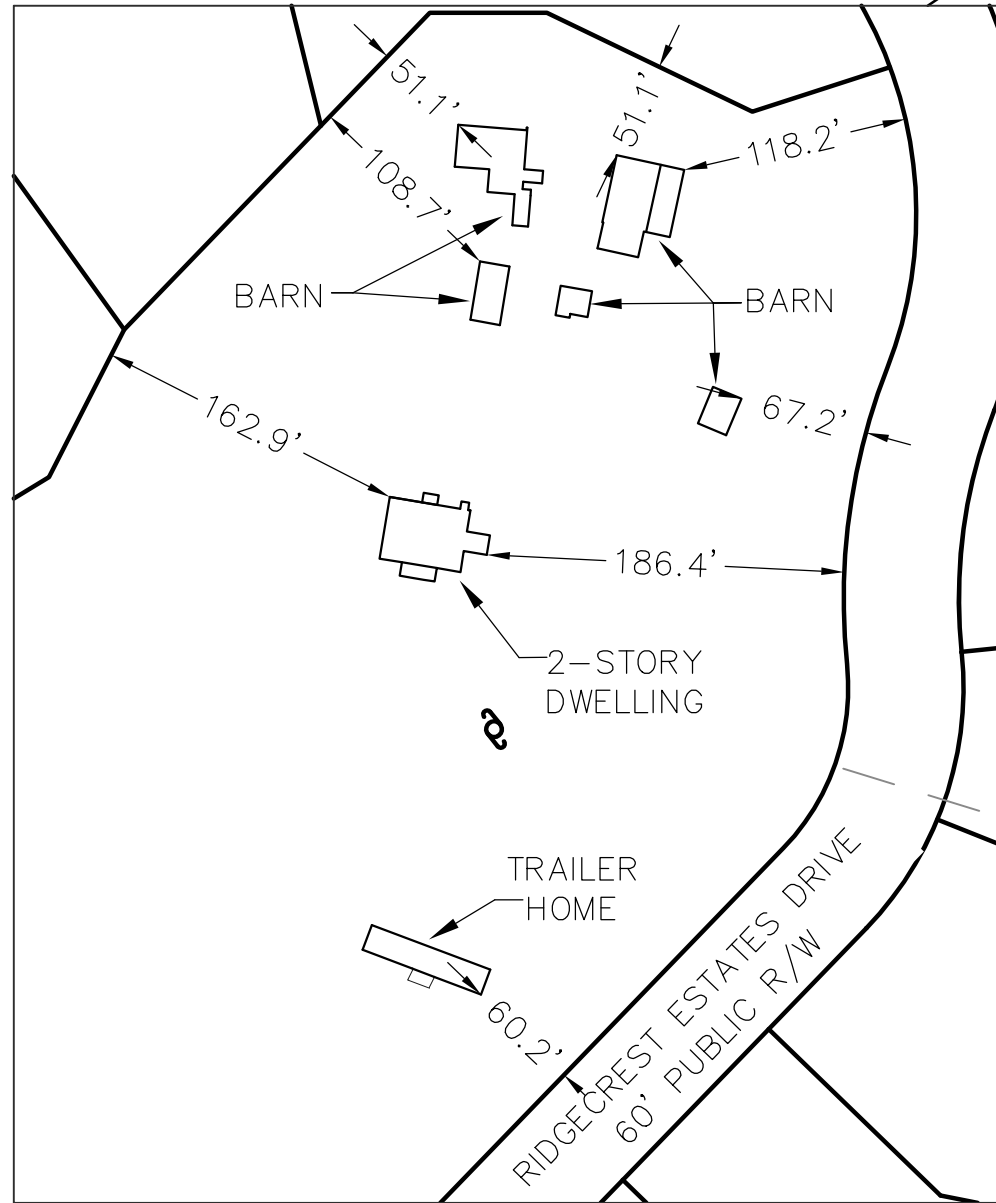 51.1'
51.1'
118.2'
108.7'
BARN
BARN
67.2'
162.9'
186.4'
2-STORY
DWELLING
TRAILER
HOME
60.2'
RIDGECREST ESTATES DRIVE
60' PUBLIC R/W